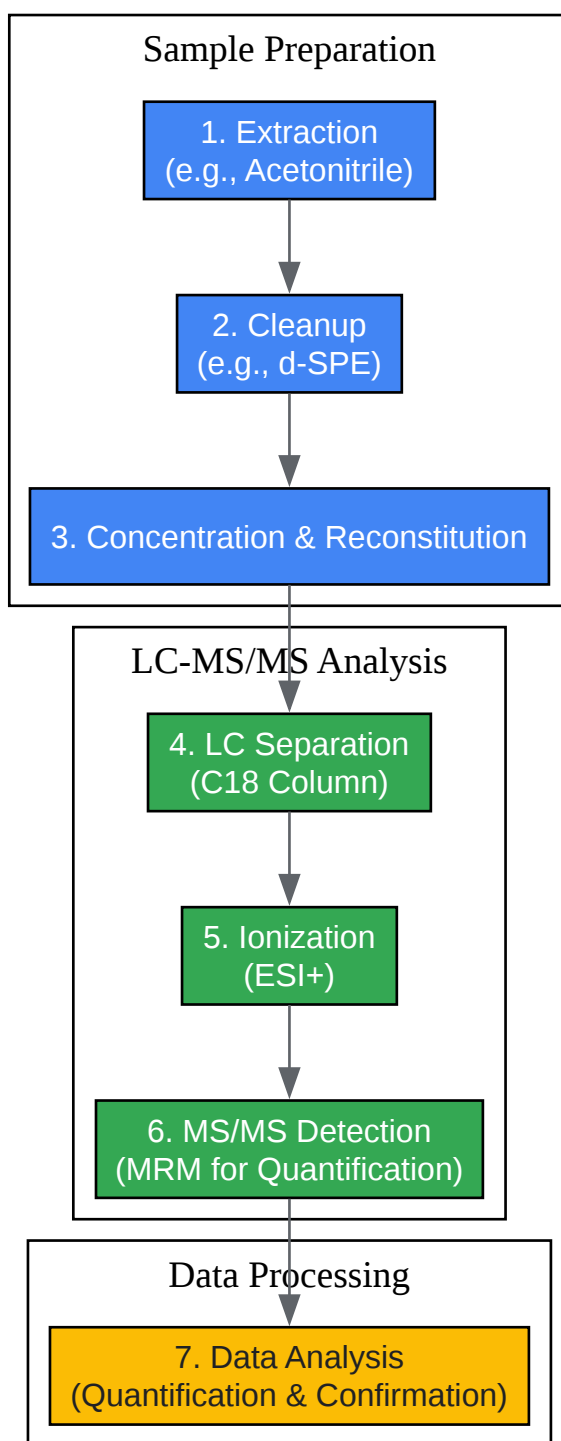 Sample Preparation
1. Extraction
(e.g., Acetonitrile)
2. Cleanup
(e.g., d-SPE)
3. Concentration & Reconstitution
LC-MS/MS Analysis
4. LC Separation
(C18 Column)
5. Ionization
(ESI+)
6. MS/MS Detection
(MRM for Quantification)
Data Processing
7. Data Analysis
(Quantification & Confirmation)